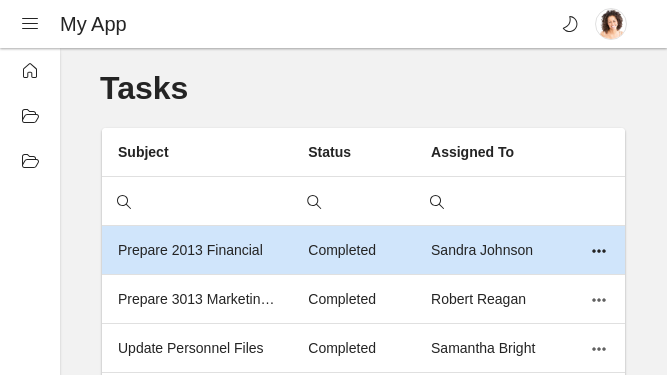 My App
Tasks
Subject Status Assigned To
Prepare 2013 Financial Completed Sandra Johnson
Prepare 3013 Marketin… Completed Robert Reagan
Update Personnel Files Completed Samantha Bright